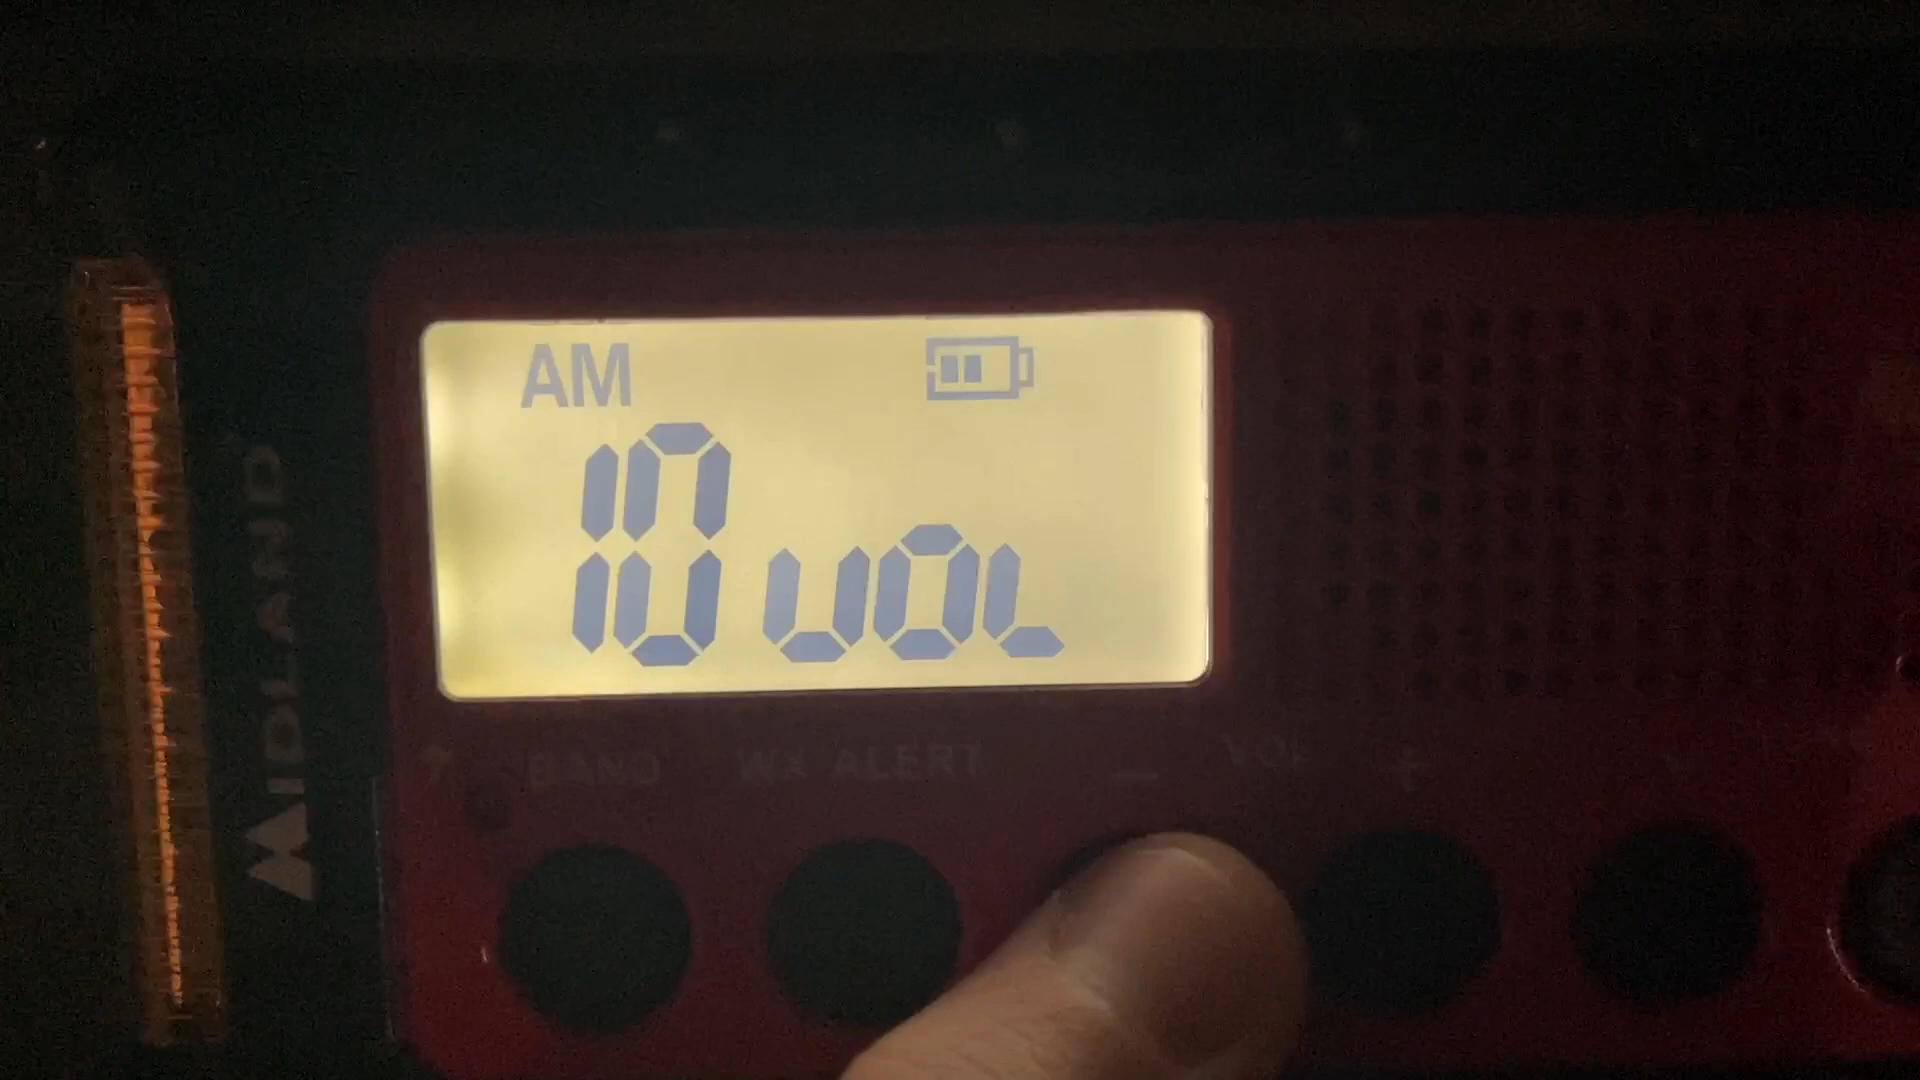 AM
10 VOL
BAND WX ALERT - VOL +
MIDLAND